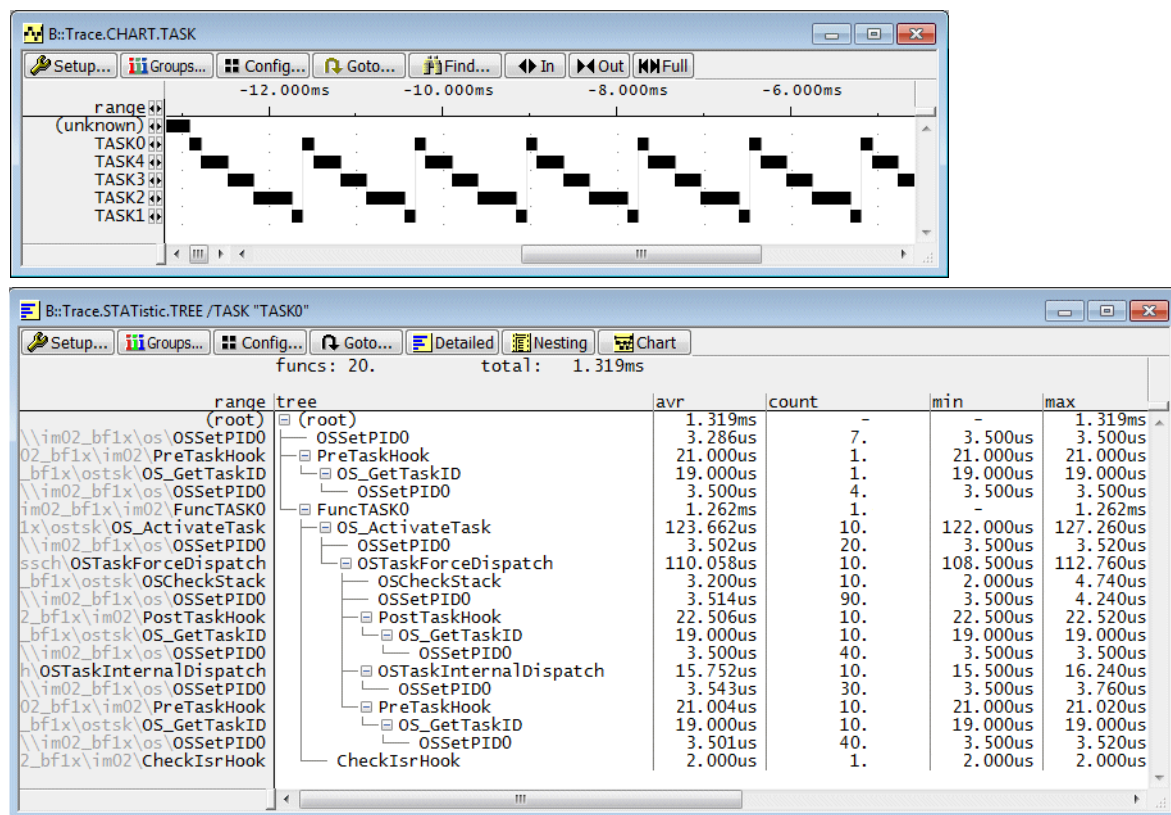 B::Trace.CHART.TASK
Setup... Groups... Config... Goto... Find... In Out Full
-12.000ms -10.000ms -8.000ms -6.000ms
range
(unknown)
TASK0
TASK4
TASK3
TASK2
TASK1
B::Trace.STATistic.TREE /TASK "TASK0"
Setup... Groups... Config... Goto... Detailed Nesting Chart
funcs: 20. total: 1.319ms
range tree avr count min max
(root) (root) 1.319ms - - 1.319ms
\\im02_bf1x\os\OSSetPID0 OSSetPID0 3.286us 7. 3.500us 3.500us
02_bf1x\im02\PreTaskHook PreTaskHook 21.000us 1. 21.000us 21.000us
_bf1x\ostsk\OS_GetTaskID OS_GetTaskID 19.000us 1. 19.000us 19.000us
\\im02_bf1x\os\OSSetPID0 OSSetPID0 3.500us 4. 3.500us 3.500us
im02_bf1x\im02\FuncTASK0 FuncTASK0 1.262ms 1. - 1.262ms
1x\ostsk\OS_ActivateTask OS_ActivateTask 123.662us 10. 122.000us 127.260us
\\im02_bf1x\os\OSSetPID0 OSSetPID0 3.502us 20. 3.500us 3.520us
ssch\OSTaskForceDispatch OSTaskForceDispatch 110.058us 10. 108.500us 112.760us
_bf1x\ostsk\OSCheckStack OSCheckStack 3.200us 10. 2.000us 4.740us
\\im02_bf1x\os\OSSetPID0 OSSetPID0 3.514us 90. 3.500us 4.240us
2_bf1x\im02\PostTaskHook PostTaskHook 22.506us 10. 22.500us 22.520us
_bf1x\ostsk\OS_GetTaskID OS_GetTaskID 19.000us 10. 19.000us 19.000us
\\im02_bf1x\os\OSSetPID0 OSSetPID0 3.500us 40. 3.500us 3.500us
h\OSTaskInternalDispatch OSTaskInternalDispatch 15.752us 10. 15.500us 16.240us
\\im02_bf1x\os\OSSetPID0 OSSetPID0 3.543us 30. 3.500us 3.760us
02_bf1x\im02\PreTaskHook PreTaskHook 21.004us 10. 21.000us 21.020us
_bf1x\ostsk\OS_GetTaskID OS_GetTaskID 19.000us 10. 19.000us 19.000us
\\im02_bf1x\os\OSSetPID0 OSSetPID0 3.501us 40. 3.500us 3.520us
2_bf1x\im02\CheckIsrHook CheckIsrHook 2.000us 1. 2.000us 2.000us